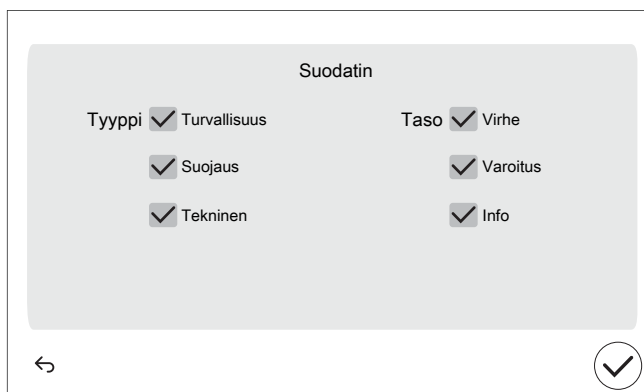 Suodatin
Tyyppi Turvallisuus
Suojaus
Tekninen
Taso Virhe
Varoitus
Info